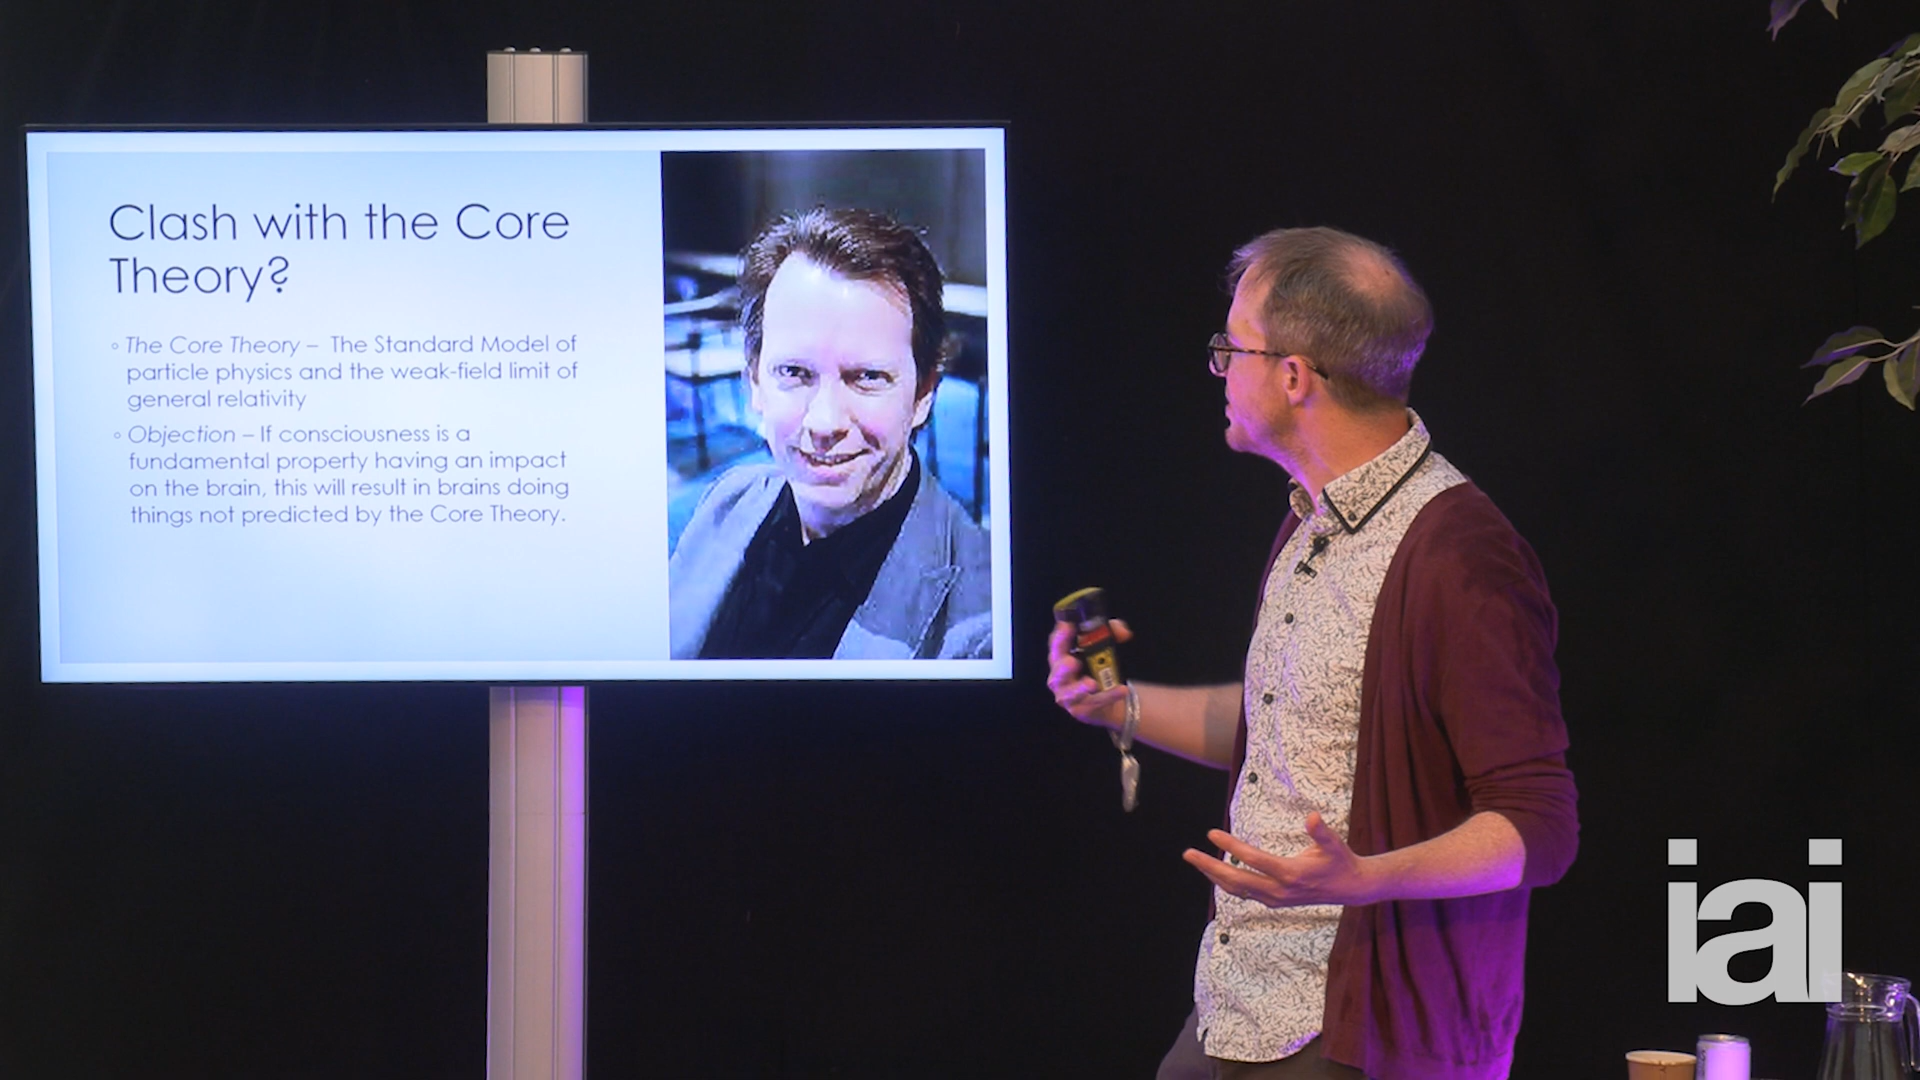 Clash with the Core
Theory?
◦ The Core Theory – The Standard Model of
particle physics and the weak-field limit of
general relativity
◦ Objection – If consciousness is a
fundamental property having an impact
on the brain, this will result in brains doing
things not predicted by the Core Theory.
iai